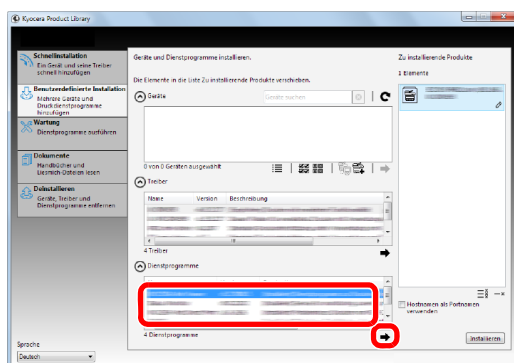 Kyocera Product Library
Schnellinstallation
Ein Gerät und seine Treiber
schnell hinzufügen
Benutzerdefinierte Installation
Mehrere Geräte und
Druckdienstprogramme
hinzufügen
Wartung
Dienstprogramme ausführen
Dokumente
Handbücher und
Liesmich-Dateien lesen
Deinstallieren
Geräte, Treiber und
Dienstprogramme entfernen
Sprache
Deutsch
Geräte und Dienstprogramme installieren.
Die Elemente in die Liste Zu installierende Produkte verschieben.
Geräte
Geräte suchen
0 von 0 Geräten ausgewählt
Treiber
Name Version Beschreibung
4 Treiber
Dienstprogramme
4 Dienstprogramme
Zu installierende Produkte
1 Elemente
Hostnamen als Portnamen
verwenden
Installieren